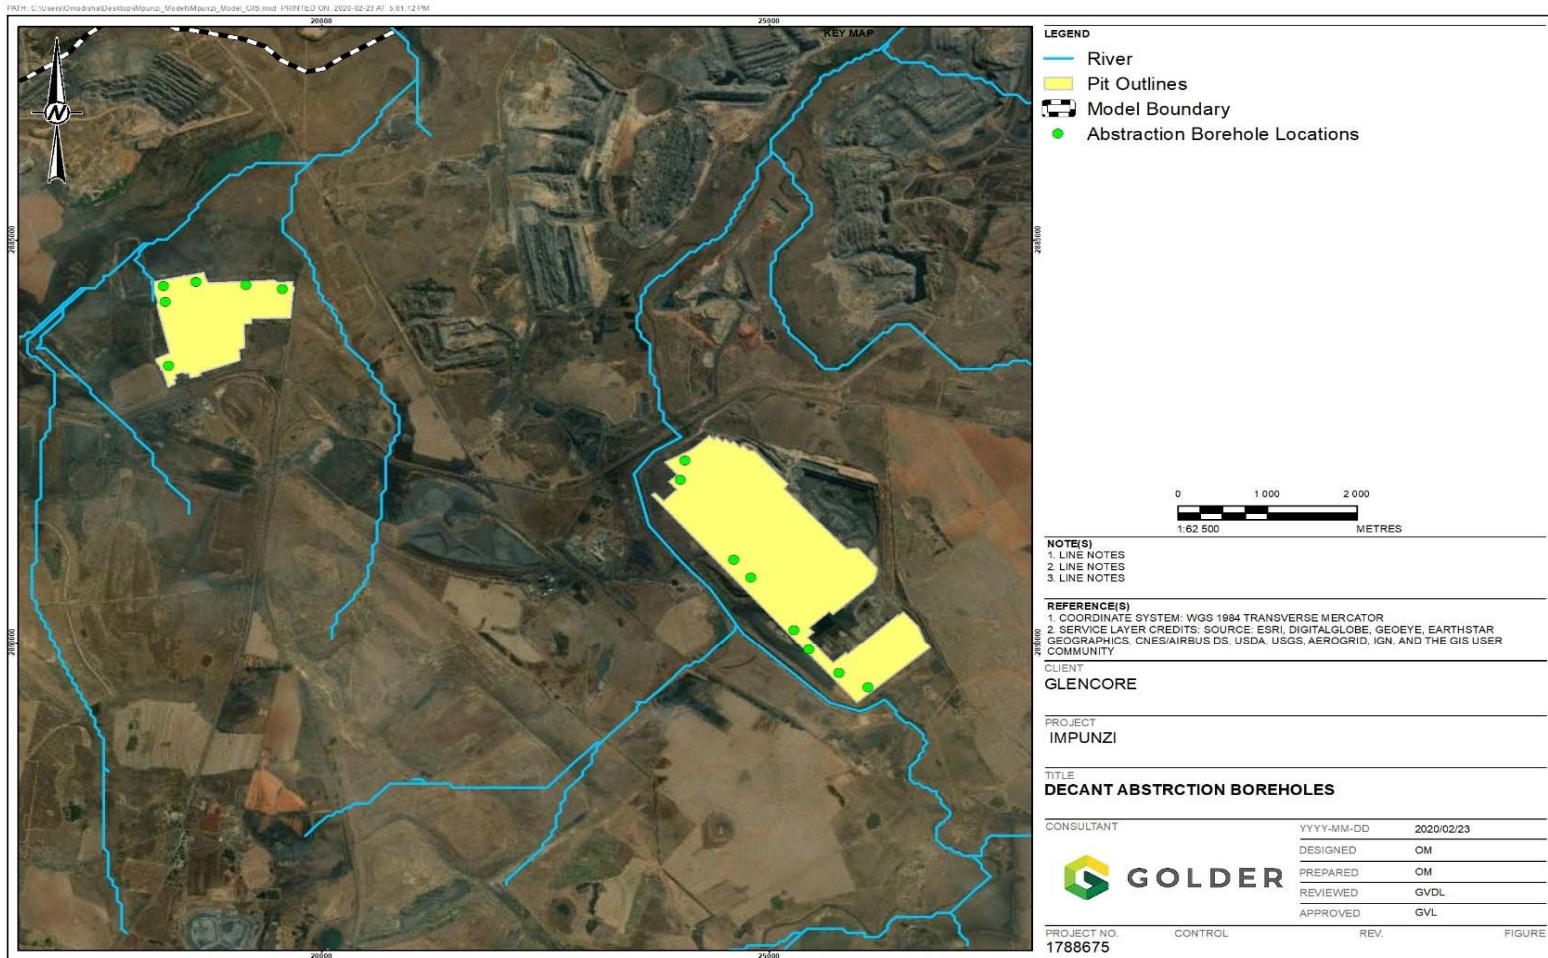 PATH: C:\Users\Omodisha\Desktop\Mpunzi_Model\Mpunzi_Model_GIS.mxd PRINTED ON: 2020-02-23 AT: 5:01:12 PM
20000
25000
KEY MAP
N
2885000
2885000
2890000
2890000
20000
25000
LEGEND
River
Pit Outlines
Model Boundary
Abstraction Borehole Locations
0 1 000 2 000
1:62 500 METRES
NOTE(S)
1. LINE NOTES
2. LINE NOTES
3. LINE NOTES
REFERENCE(S)
1. COORDINATE SYSTEM: WGS 1984 TRANSVERSE MERCATOR
2. SERVICE LAYER CREDITS: SOURCE: ESRI, DIGITALGLOBE, GEOEYE, EARTHSTAR
GEOGRAPHICS, CNES/AIRBUS DS, USDA, USGS, AEROGRID, IGN, AND THE GIS USER
COMMUNITY
CLIENT
GLENCORE
PROJECT
IMPUNZI
TITLE
DECANT ABSTRCTION BOREHOLES
CONSULTANT
GOLDER
YYYY-MM-DD 2020/02/23
DESIGNED OM
PREPARED OM
REVIEWED GVDL
APPROVED GVL
PROJECT NO. CONTROL REV. FIGURE
1788675